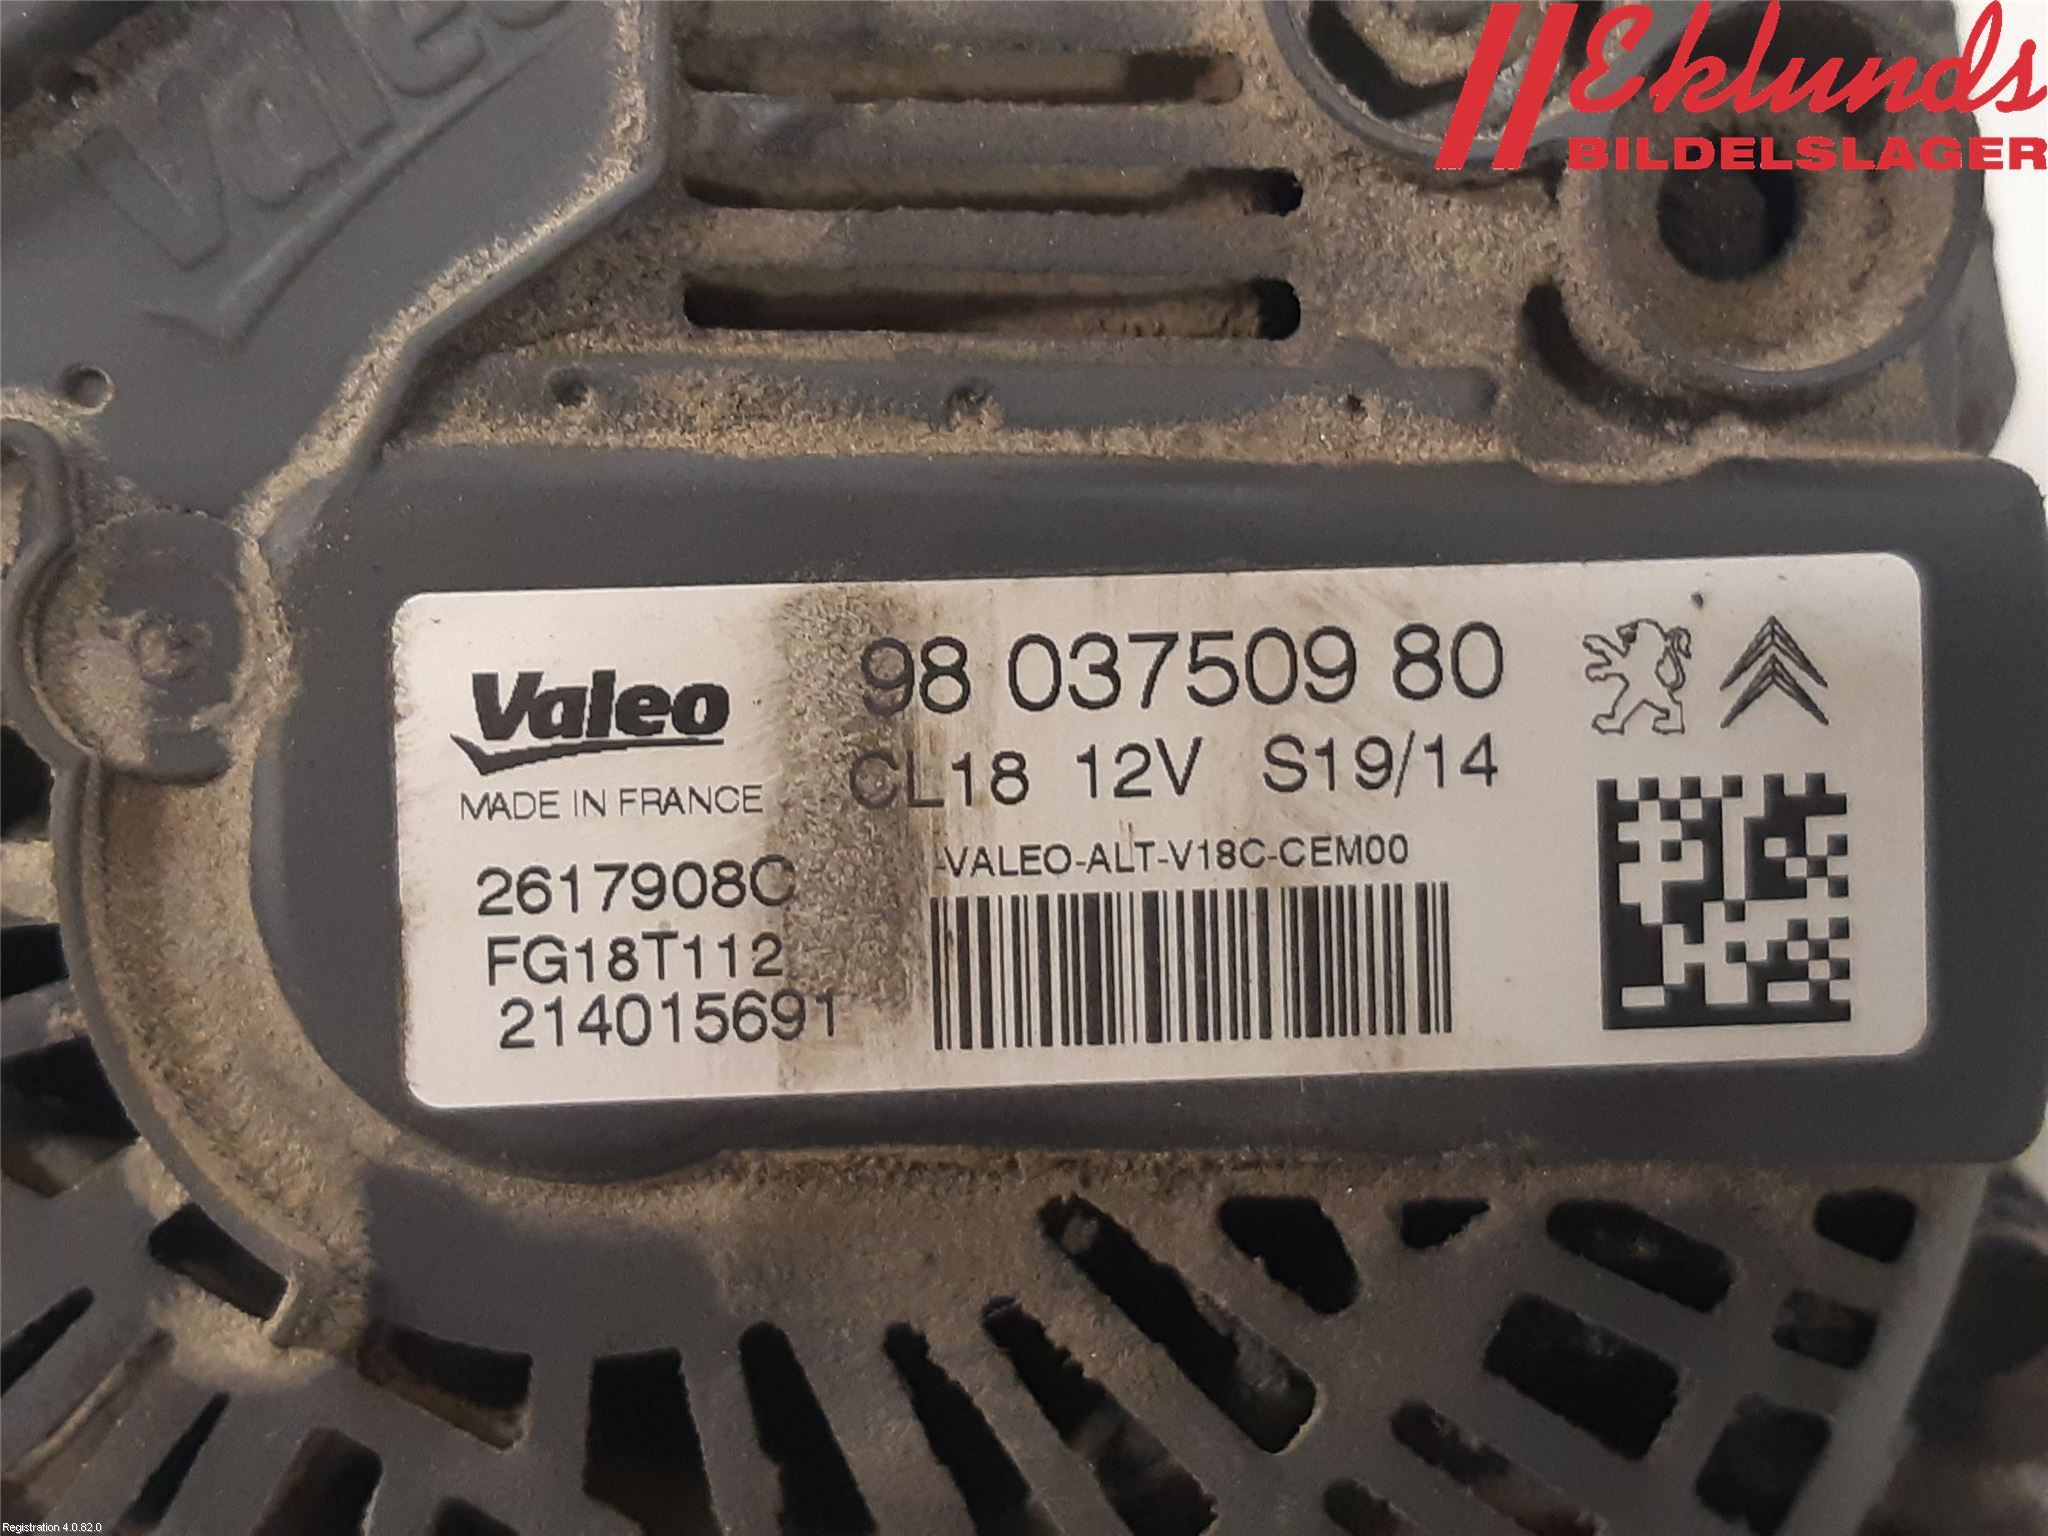 Valeo
Eklunds
BILDELSLAGER
Valeo
MADE IN FRANCE
98 037509 80
CL18 12V S19/14
-VALEO-ALT-V18C-CEM00
2617908C
FG18T112
214015691
Registration 4.0.82.0